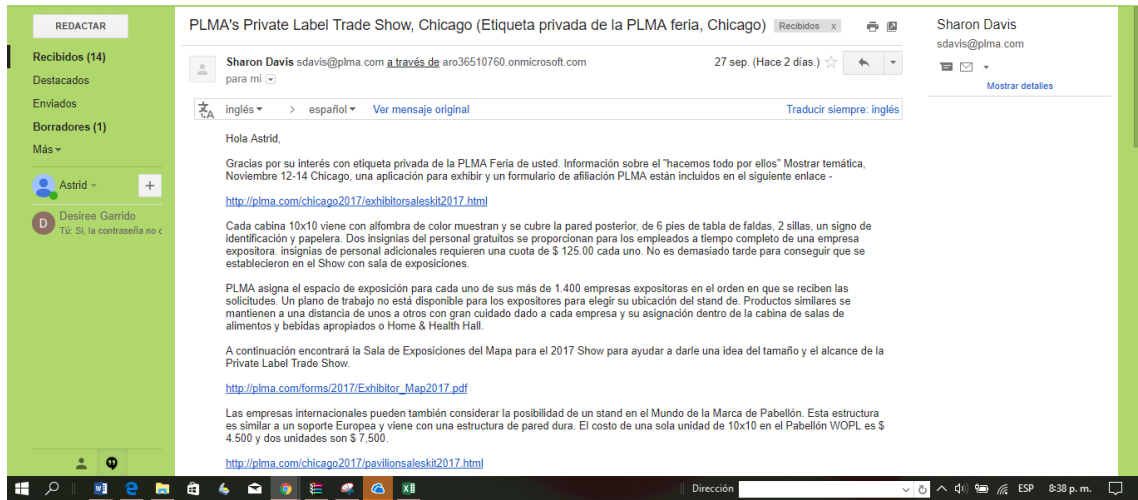 REDACTAR
Recibidos (14)
Destacados
Enviados
Borradores (1)
Más
Astrid
+
D
Desiree Garrido
Tú: Si, la contraseña no c
PLMA's Private Label Trade Show, Chicago (Etiqueta privada de la PLMA feria, Chicago) Recibidos x
Sharon Davis sdavis@plma.com a través de aro36510760.onmicrosoft.com 27 sep. (Hace 2 días.)
para mí
inglés > español Ver mensaje original Traducir siempre: inglés
Hola Astrid,
Gracias por su interés con etiqueta privada de la PLMA Feria de usted. Información sobre el "hacemos todo por ellos" Mostrar temática,
Noviembre 12-14 Chicago, una aplicación para exhibir y un formulario de afiliación PLMA están incluidos en el siguiente enlace -
http://plma.com/chicago2017/exhibitorsaleskit2017.html
Cada cabina 10x10 viene con alfombra de color muestran y se cubre la pared posterior, de 6 pies de tabla de faldas, 2 sillas, un signo de
identificación y papelera. Dos insignias del personal gratuitos se proporcionan para los empleados a tiempo completo de una empresa
expositora. insignias de personal adicionales requieren una cuota de $ 125.00 cada uno. No es demasiado tarde para conseguir que se
establecieron en el Show con sala de exposiciones.
PLMA asigna el espacio de exposición para cada uno de sus más de 1.400 empresas expositoras en el orden en que se reciben las
solicitudes. Un plano de trabajo no está disponible para los expositores para elegir su ubicación del stand de. Productos similares se
mantienen a una distancia de unos a otros con gran cuidado dado a cada empresa y su asignación dentro de la cabina de salas de
alimentos y bebidas apropiados o Home & Health Hall.
A continuación encontrará la Sala de Exposiciones del Mapa para el 2017 Show para ayudar a darle una idea del tamaño y el alcance de la
Private Label Trade Show.
http://plma.com/forms/2017/Exhibitor_Map2017.pdf
Las empresas internacionales pueden también considerar la posibilidad de un stand en el Mundo de la Marca de Pabellón. Esta estructura
es similar a un soporte Europea y viene con una estructura de pared dura. El costo de una sola unidad de 10x10 en el Pabellón WOPL es $
4.500 y dos unidades son $ 7,500.
http://plma.com/chicago2017/pavilionsaleskit2017.html
Sharon Davis
sdavis@plma.com
Mostrar detalles
Dirección
ESP 8:38 p. m.